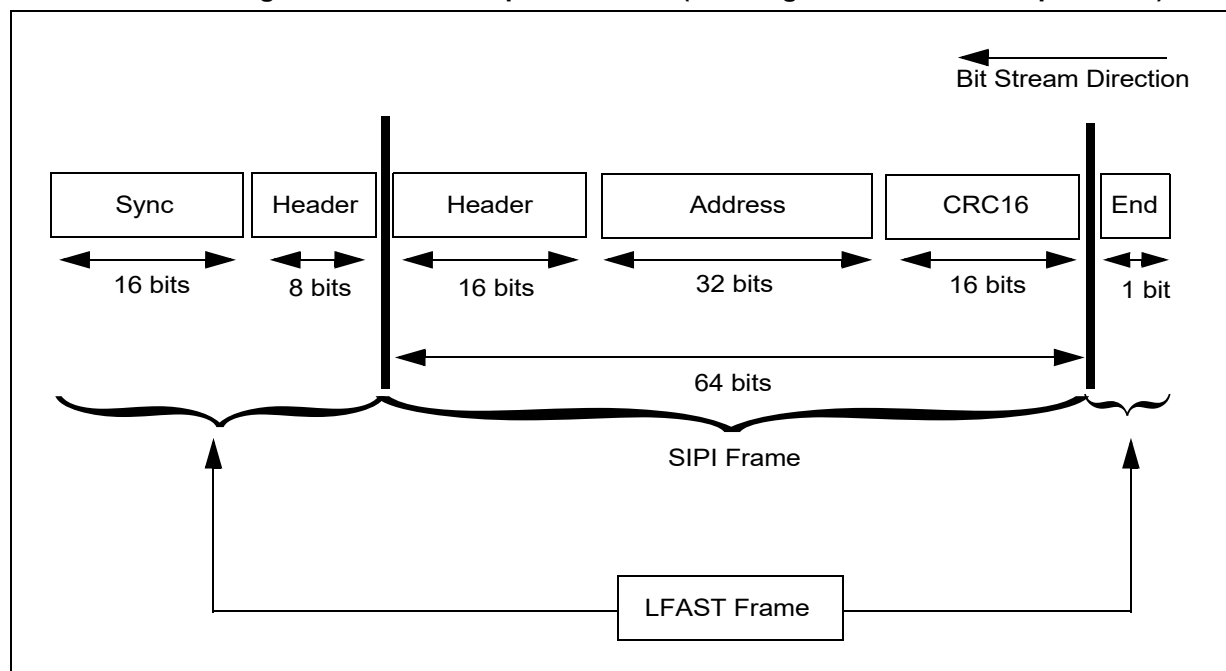 Bit Stream Direction
Sync Header Header Address CRC16 End
16 bits 8 bits 16 bits 32 bits 16 bits 1 bit
64 bits
SIPI Frame
LFAST Frame